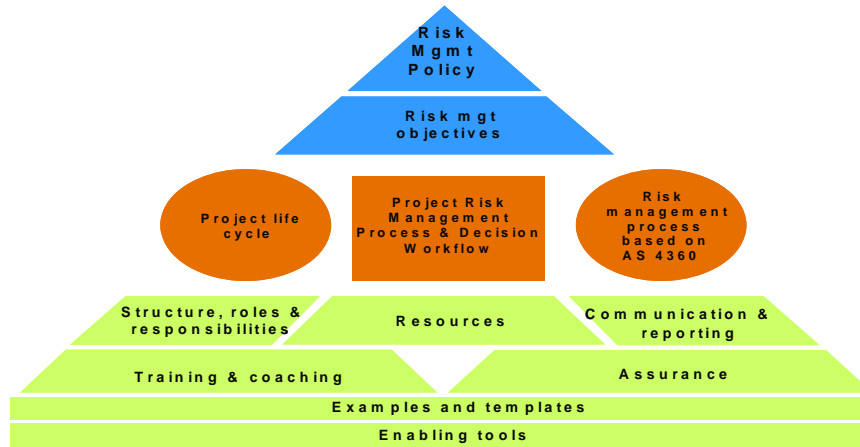 Risk
Mgmt
Policy
Risk mgt
objectives
Project life
cycle
Project Risk
Management
Process & Decision
Workflow
Risk
management
process
based on
AS 4360
Structure, roles &
responsibilities
Resources
Communication &
reporting
Training & coaching
Assurance
Examples and templates
Enabling tools